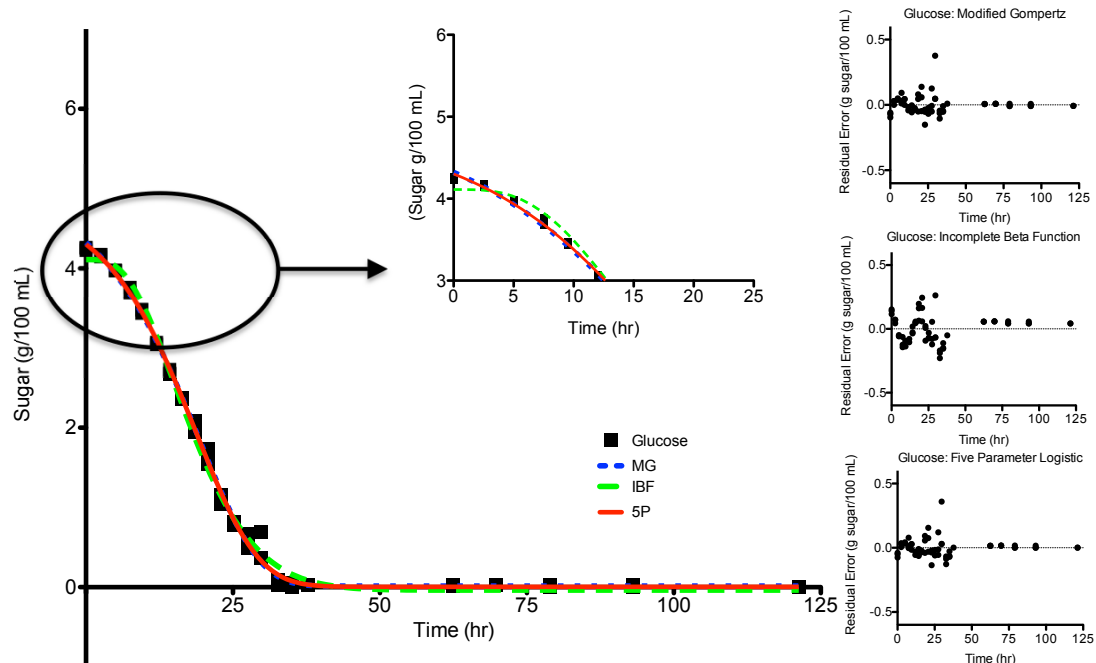 6
4
2
0
Sugar (g/100 mL)
25
50
75
100
125
Time (hr)
6
5
4
3
(Sugar g/100 mL)
0
5
10
15
20
25
Time (hr)
Glucose
MG
IBF
5P
Glucose: Modified Gompertz
0.5
0.0
-0.5
Residual Error (g sugar/100 mL)
0
25
50
75
100
125
Time (hr)
Glucose: Incomplete Beta Function
0.5
0.0
-0.5
Residual Error (g sugar/100 mL)
0
25
50
75
100
125
Time (hr)
Glucose: Five Parameter Logistic
0.5
0.0
-0.5
Residual Error (g sugar/100 mL)
0
25
50
75
100
125
Time (hr)